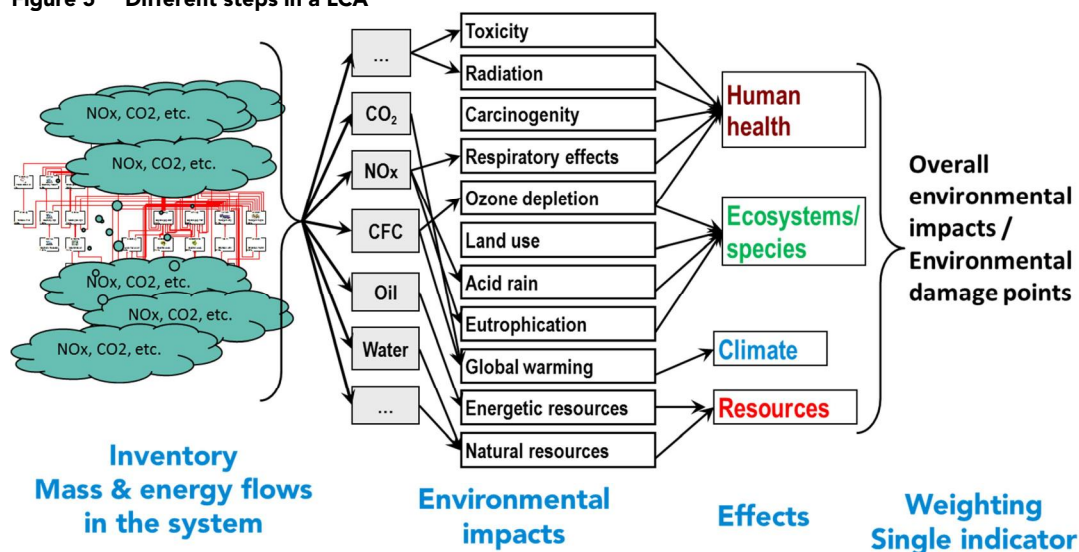 Figure 5 Different steps in a LCA
NOx, CO2, etc.
NOx, CO2, etc.
NOx, CO2, etc.
NOx, CO2, etc.
NOx, CO2, etc.
...
CO₂
NOx
CFC
Oil
Water
...
Toxicity
Radiation
Carcinogenity
Respiratory effects
Ozone depletion
Land use
Acid rain
Eutrophication
Global warming
Energetic resources
Natural resources
Human
health
Ecosystems/
species
Climate
Resources
Overall
environmental
impacts /
Environmental
damage points
Inventory
Mass & energy flows
in the system
Environmental
impacts
Effects
Weighting
Single indicator